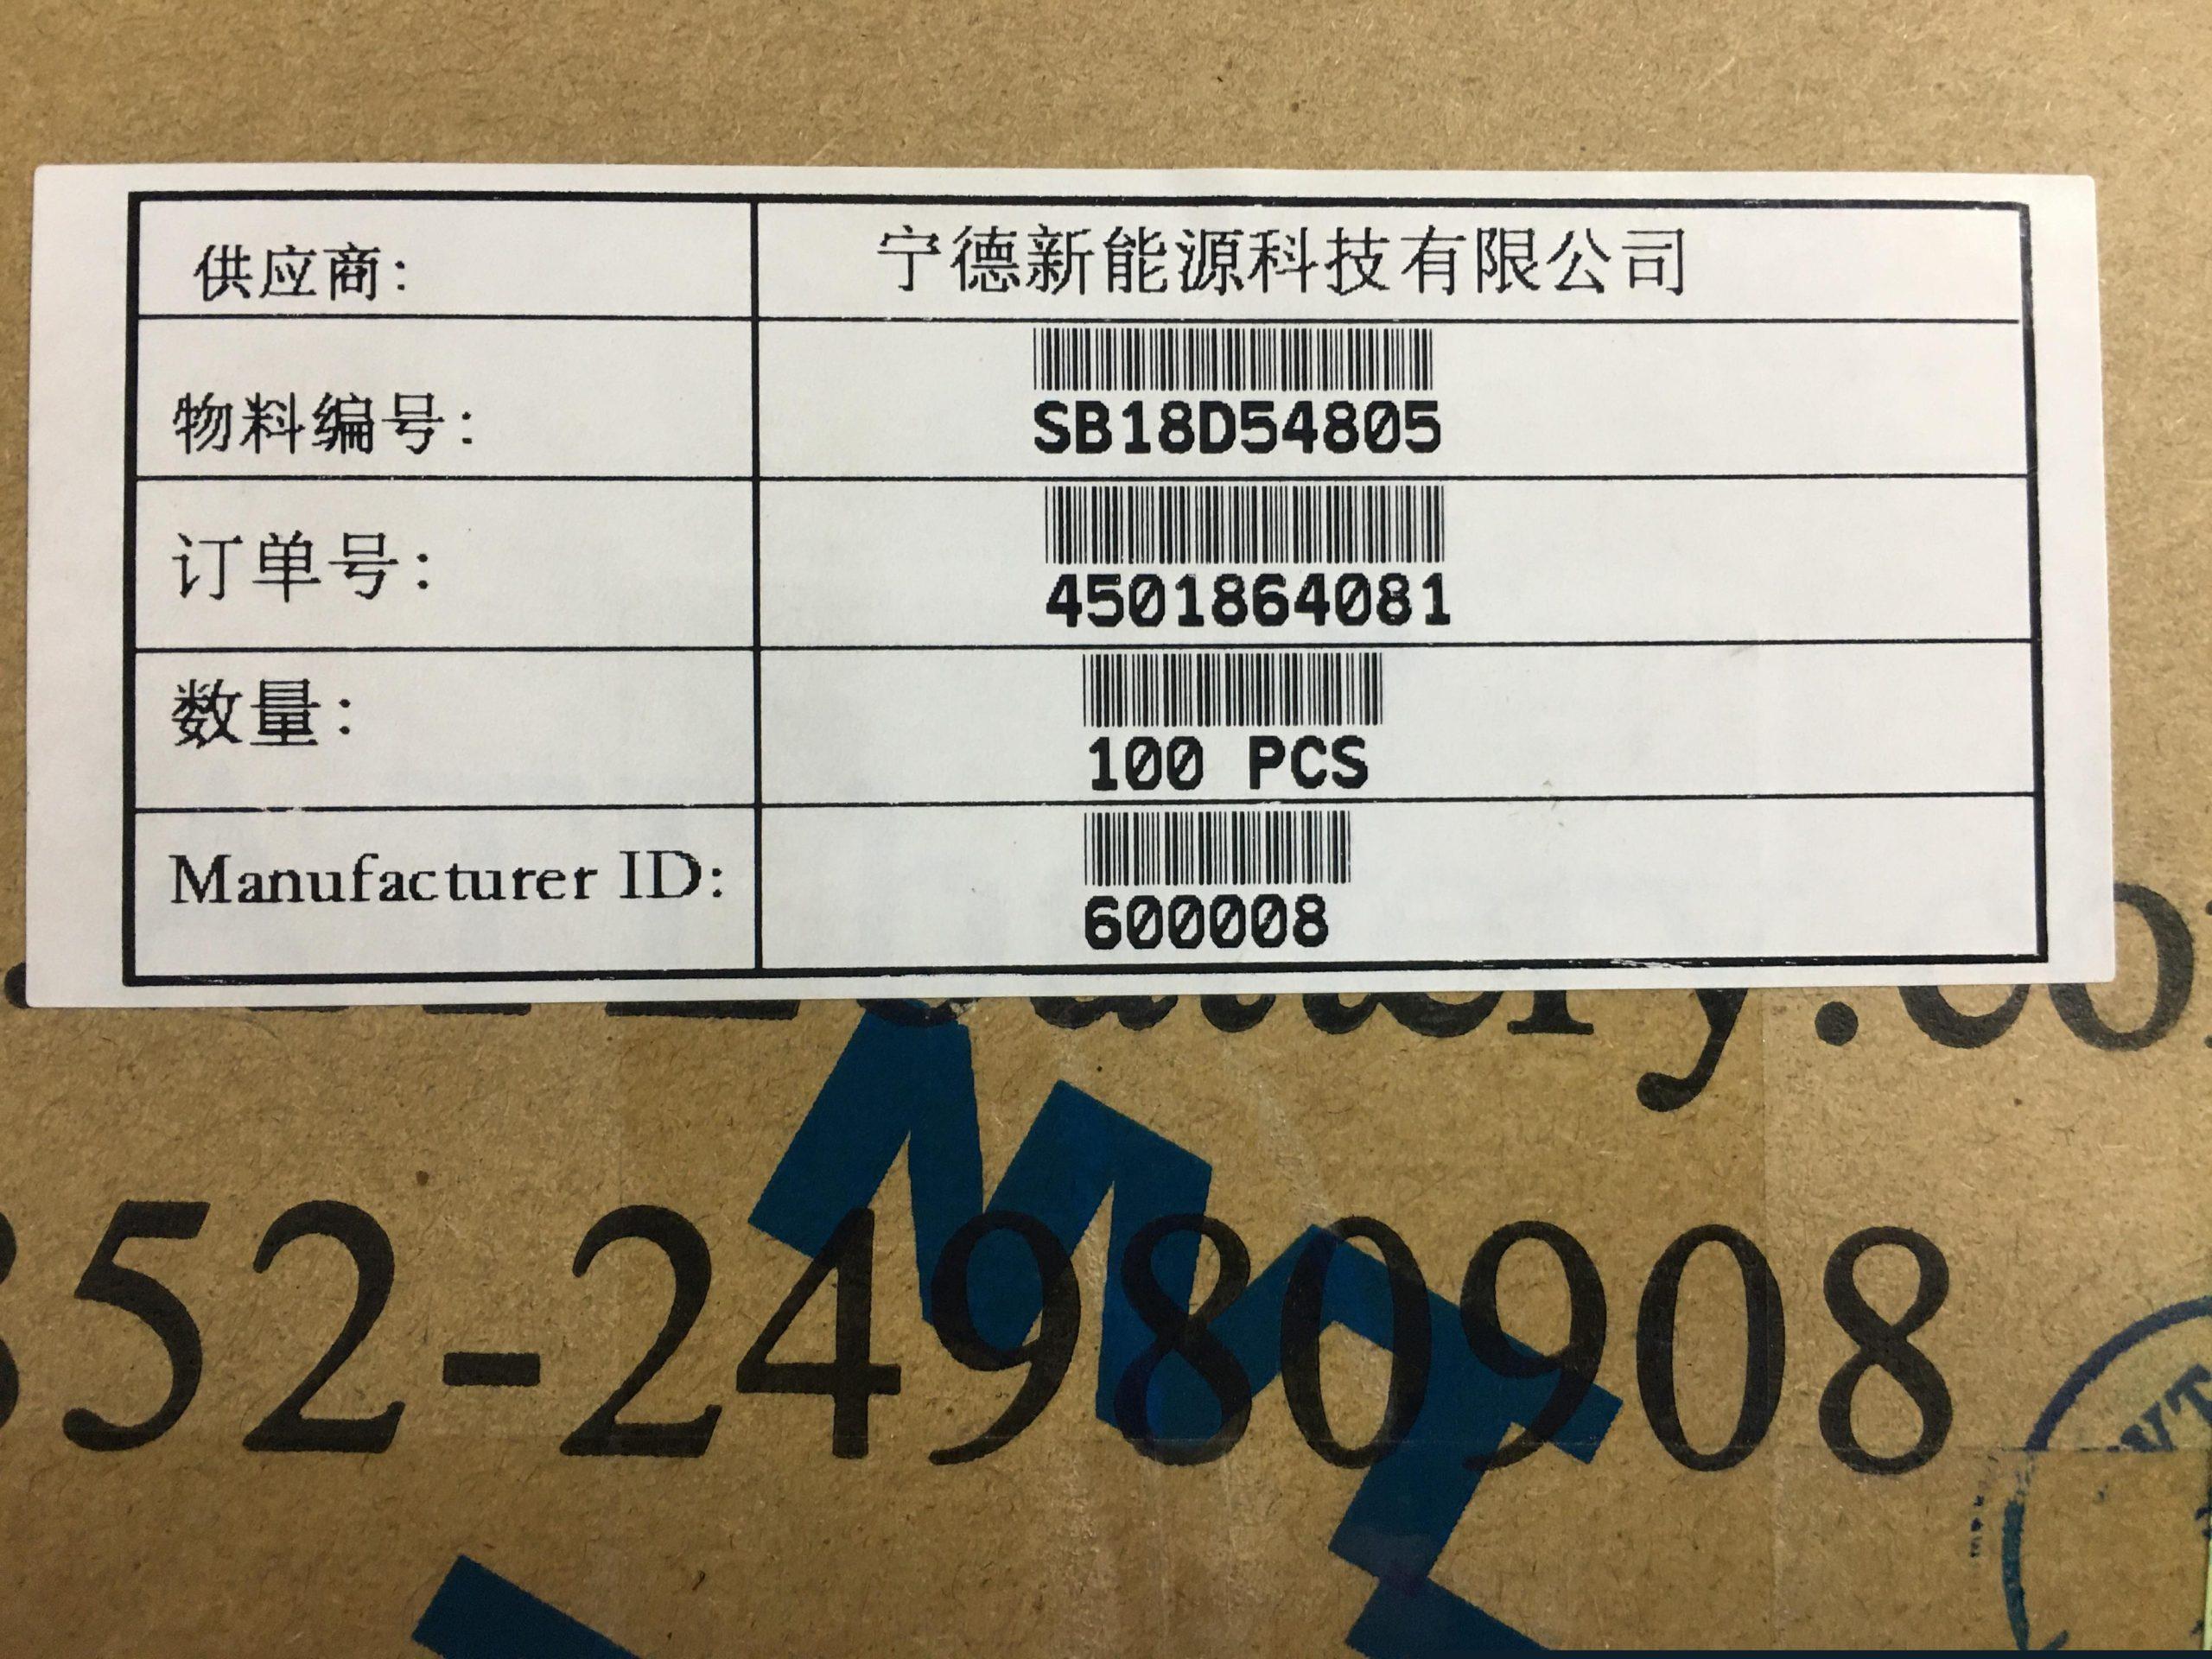 供应商: 宁德新能源科技有限公司
物料编号: SB18D54805
订单号: 4501864081
数量: 100 PCS
Manufacturer ID: 600008
352-24980908